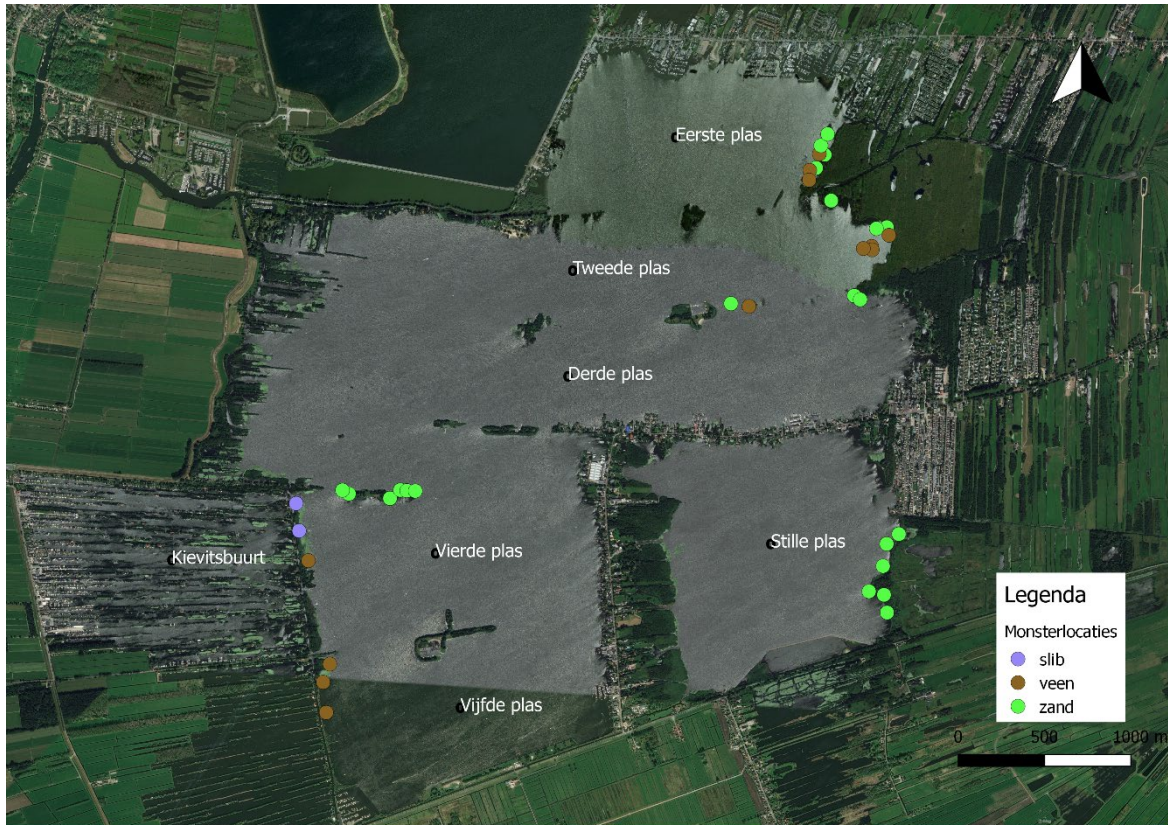 Eerste plas
Tweede plas
Derde plas
Vierde plas
Stille plas
Kievitsbuurt
Vijfde plas
Legenda
Monsterlocaties
slib
veen
zand
0 500 1000 m